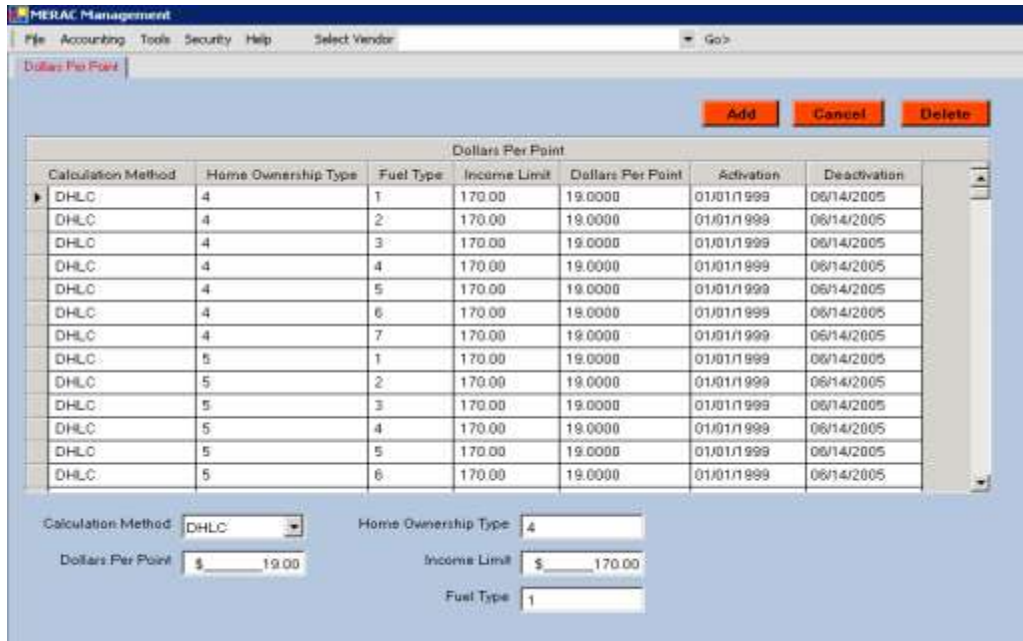 MERAC Management
File Accounting Tools Security Help Select Vendor Go>
Dollars Per Point
Add Cancel Delete
Dollars Per Point
Calculation Method Home Ownership Type Fuel Type Income Limit Dollars Per Point Activation Deactivation
DHLC 4 1 170.00 19.0000 01/01/1999 06/14/2005
DHLC 4 2 170.00 19.0000 01/01/1999 06/14/2005
DHLC 4 3 170.00 19.0000 01/01/1999 06/14/2005
DHLC 4 4 170.00 19.0000 01/01/1999 06/14/2005
DHLC 4 5 170.00 19.0000 01/01/1999 06/14/2005
DHLC 4 6 170.00 19.0000 01/01/1999 06/14/2005
DHLC 4 7 170.00 19.0000 01/01/1999 06/14/2005
DHLC 5 1 170.00 19.0000 01/01/1999 06/14/2005
DHLC 5 2 170.00 19.0000 01/01/1999 06/14/2005
DHLC 5 3 170.00 19.0000 01/01/1999 06/14/2005
DHLC 5 4 170.00 19.0000 01/01/1999 06/14/2005
DHLC 5 5 170.00 19.0000 01/01/1999 06/14/2005
DHLC 5 6 170.00 19.0000 01/01/1999 06/14/2005
Calculation Method DHLC Home Ownership Type 4
Dollars Per Point $______19.00 Income Limit $_____170.00
Fuel Type 1